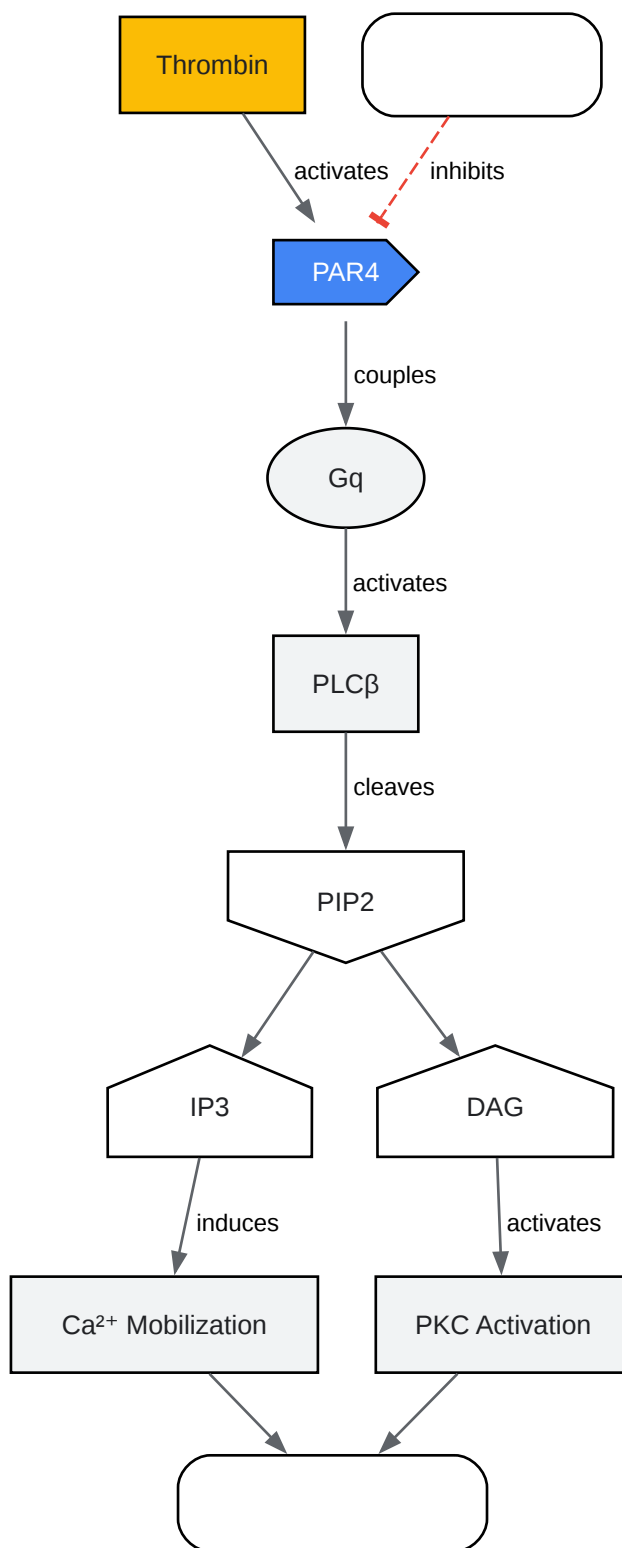 Thrombin
activates
inhibits
PAR4
couples
Gq
activates
PLCβ
cleaves
PIP2
IP3
DAG
induces
activates
Ca²⁺ Mobilization
PKC Activation